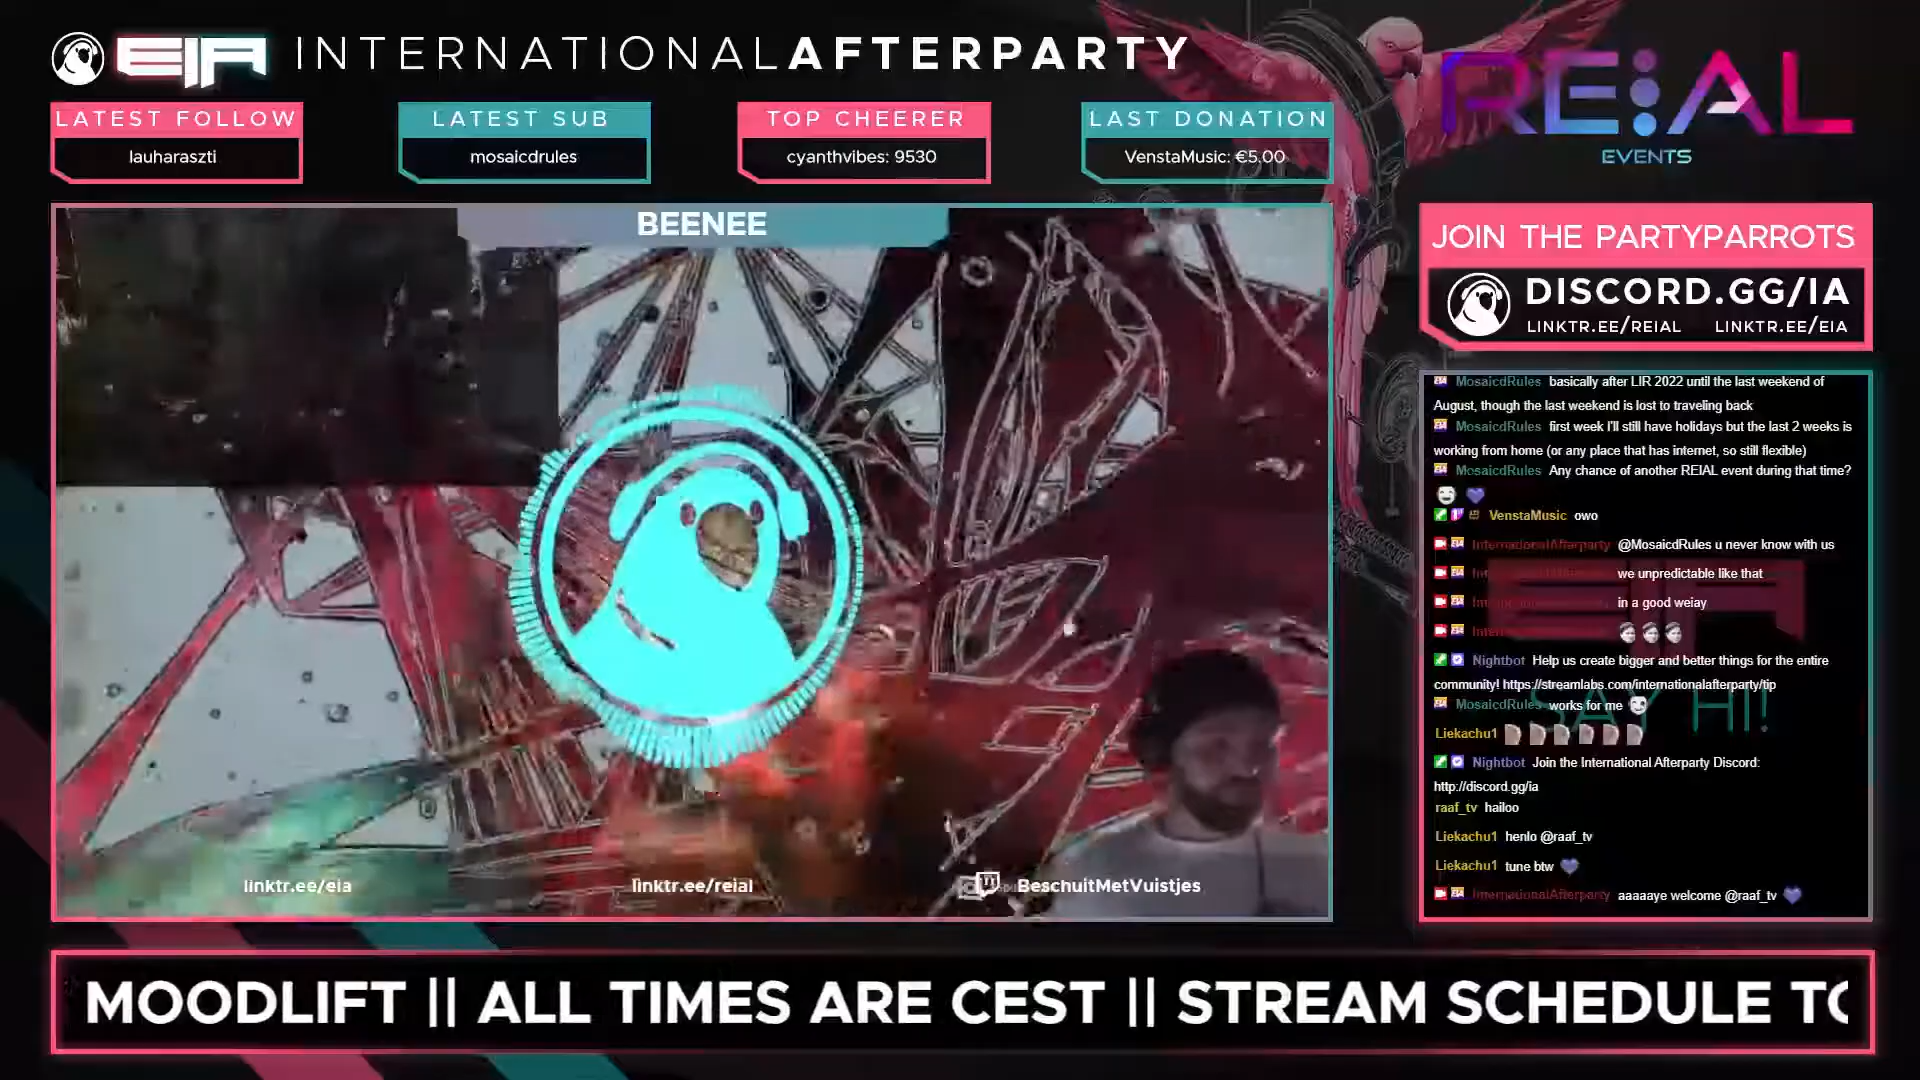 EIA INTERNATIONALAFTERPARTY
RE:AL
EVENTS
LATEST FOLLOW
lauharaszti
LATEST SUB
mosaicdrules
TOP CHEERER
cyanthvibes: 9530
LAST DONATION
VenstaMusic: €5.00
BEENEE
JOIN THE PARTYPARROTS
DISCORD.GG/IA
LINKTR.EE/REIAL LINKTR.EE/EIA
MosaicdRules basically after LIR 2022 until the last weekend of
August, though the last weekend is lost to traveling back
MosaicdRules first week I'll still have holidays but the last 2 weeks is
working from home (or any place that has internet, so still flexible)
MosaicdRules Any chance of another REIAL event during that time?
VenstaMusic owo
InternationalAfterparty @MosaicdRules u never know with us
we unpredictable like that
in a good weiay
Nightbot Help us create bigger and better things for the entire
community! https://streamlabs.com/internationalafterparty/tip
MosaicdRules works for me
EIA
SAY HI!
Liekachu1
Nightbot Join the International Afterparty Discord:
http://discord.gg/ia
raaf_tv hailoo
Liekachu1 henlo @raaf_tv
Liekachu1 tune btw
InternationalAfterparty aaaaaye welcome @raaf_tv
linktr.ee/eia
linktr.ee/reial
BeschuitMetVuistjes
MOODLIFT || ALL TIMES ARE CEST || STREAM SCHEDULE TO